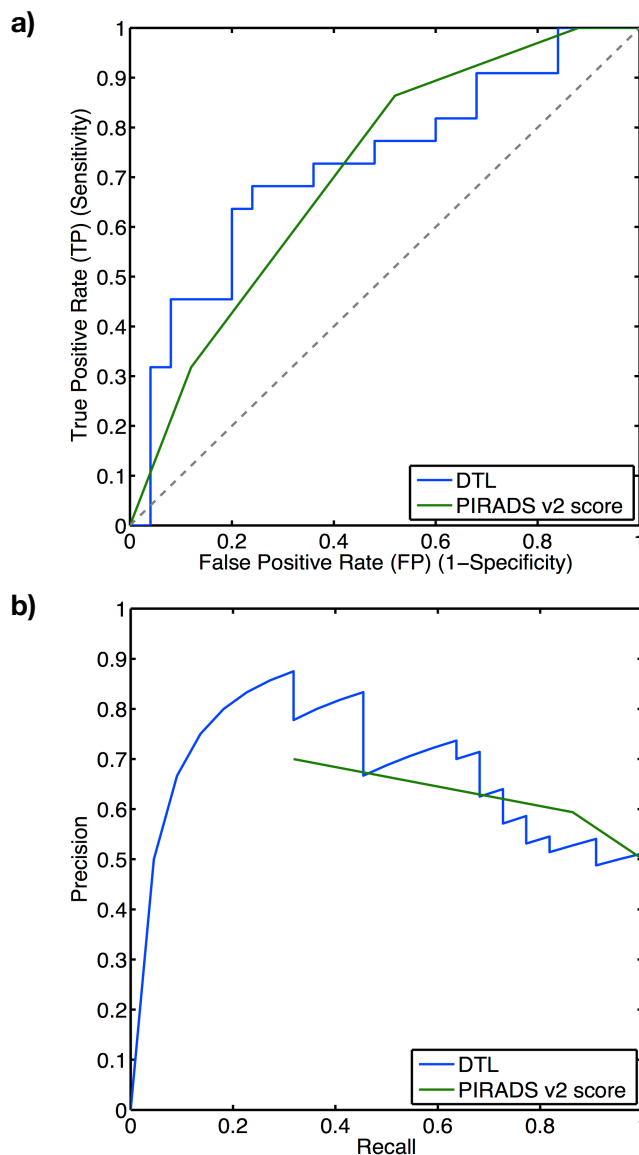 a)
1
0.9
0.8
0.7
0.6
0.5
0.4
0.3
0.2
0.1
0
True Positive Rate (TP) (Sensitivity)
DTL
PIRADS v2 score
0 0.2 0.4 0.6 0.8 1
False Positive Rate (FP) (1−Specificity)
b)
1
0.9
0.8
0.7
0.6
0.5
0.4
0.3
0.2
0.1
0
Precision
DTL
PIRADS v2 score
0 0.2 0.4 0.6 0.8 1
Recall